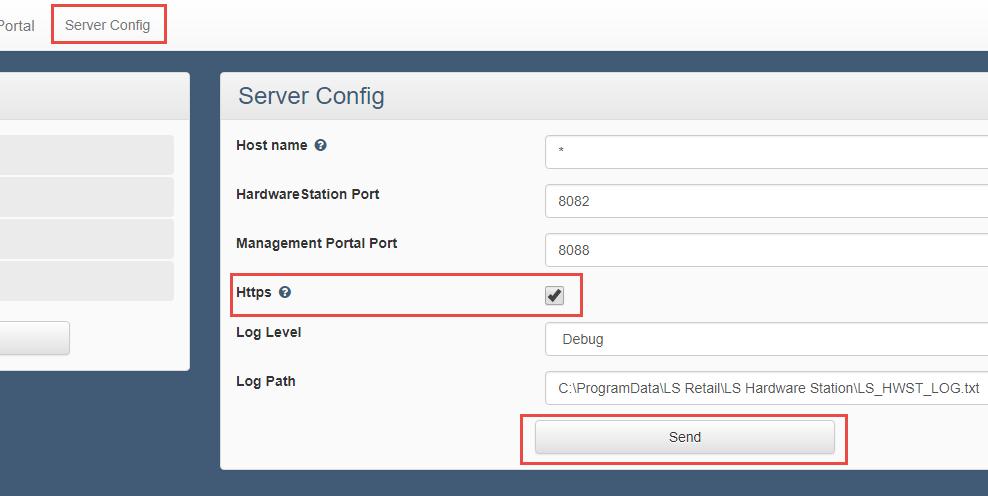 Portal Server Config
Server Config
Host name
*
HardwareStation Port
8082
Management Portal Port
8088
Https
Log Level
Debug
Log Path
C:\ProgramData\LS Retail\LS Hardware Station\LS_HWST_LOG.txt
Send